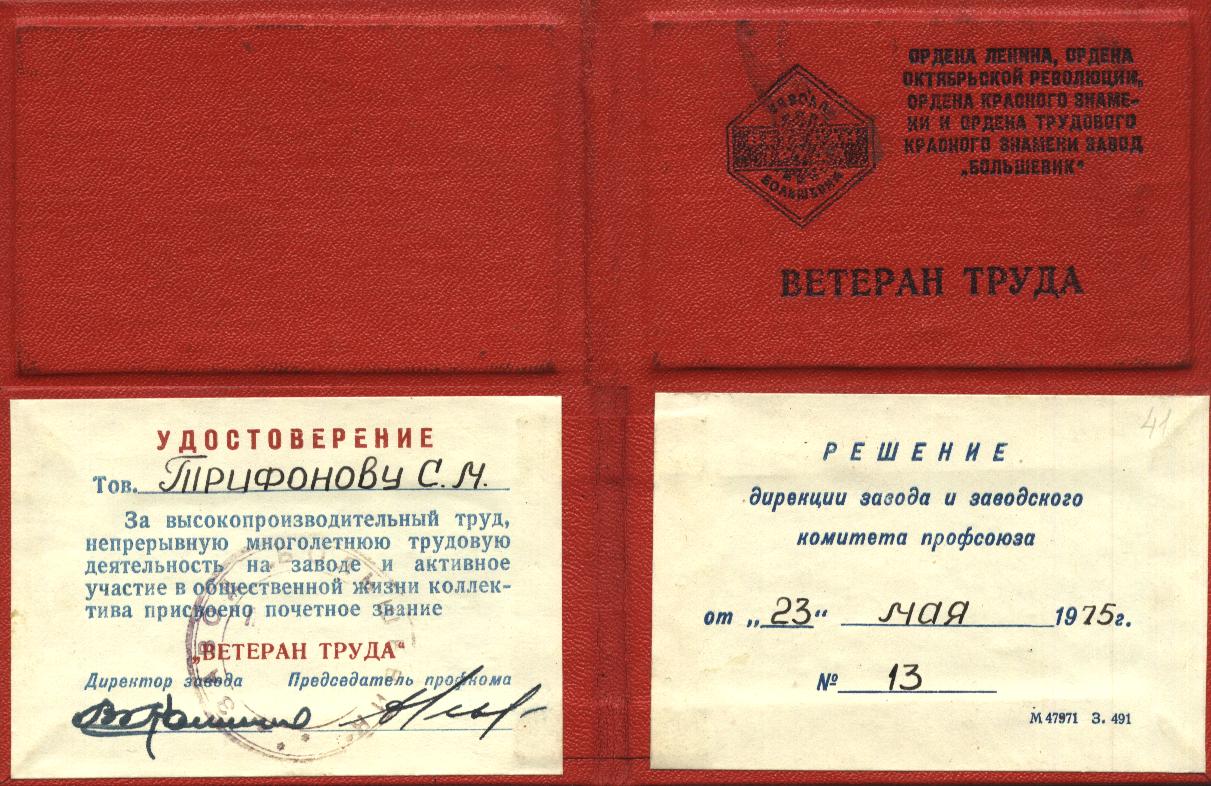 ОРДЕНА ЛЕНИНА, ОРДЕНА
ОКТЯБРЬСКОЙ РЕВОЛЮЦИИ,
ОРДЕНА КРАСНОГО ЗНАМЕ-
НИ И ОРДЕНА ТРУДОВОГО
КРАСНОГО ЗНАМЕНИ ЗАВОД
„БОЛЬШЕВИК“
БОЛЬШЕВИК
ВЕТЕРАН ТРУДА
УДОСТОВЕРЕНИЕ
Тов. ТРИФОНОВУ С. М.
За высокопроизводительный труд,
непрерывную многолетнюю трудовую
деятельность на заводе и активное
участие в общественной жизни коллек-
тива присвоено почетное звание
„ВЕТЕРАН ТРУДА“
Директор завода Председатель профкома
ЗАВОД БОЛЬШЕВИК
41
РЕШЕНИЕ
дирекции завода и заводского
комитета профсоюза
от „23“ мая 1975г.
№ 13
М 47971 З. 491